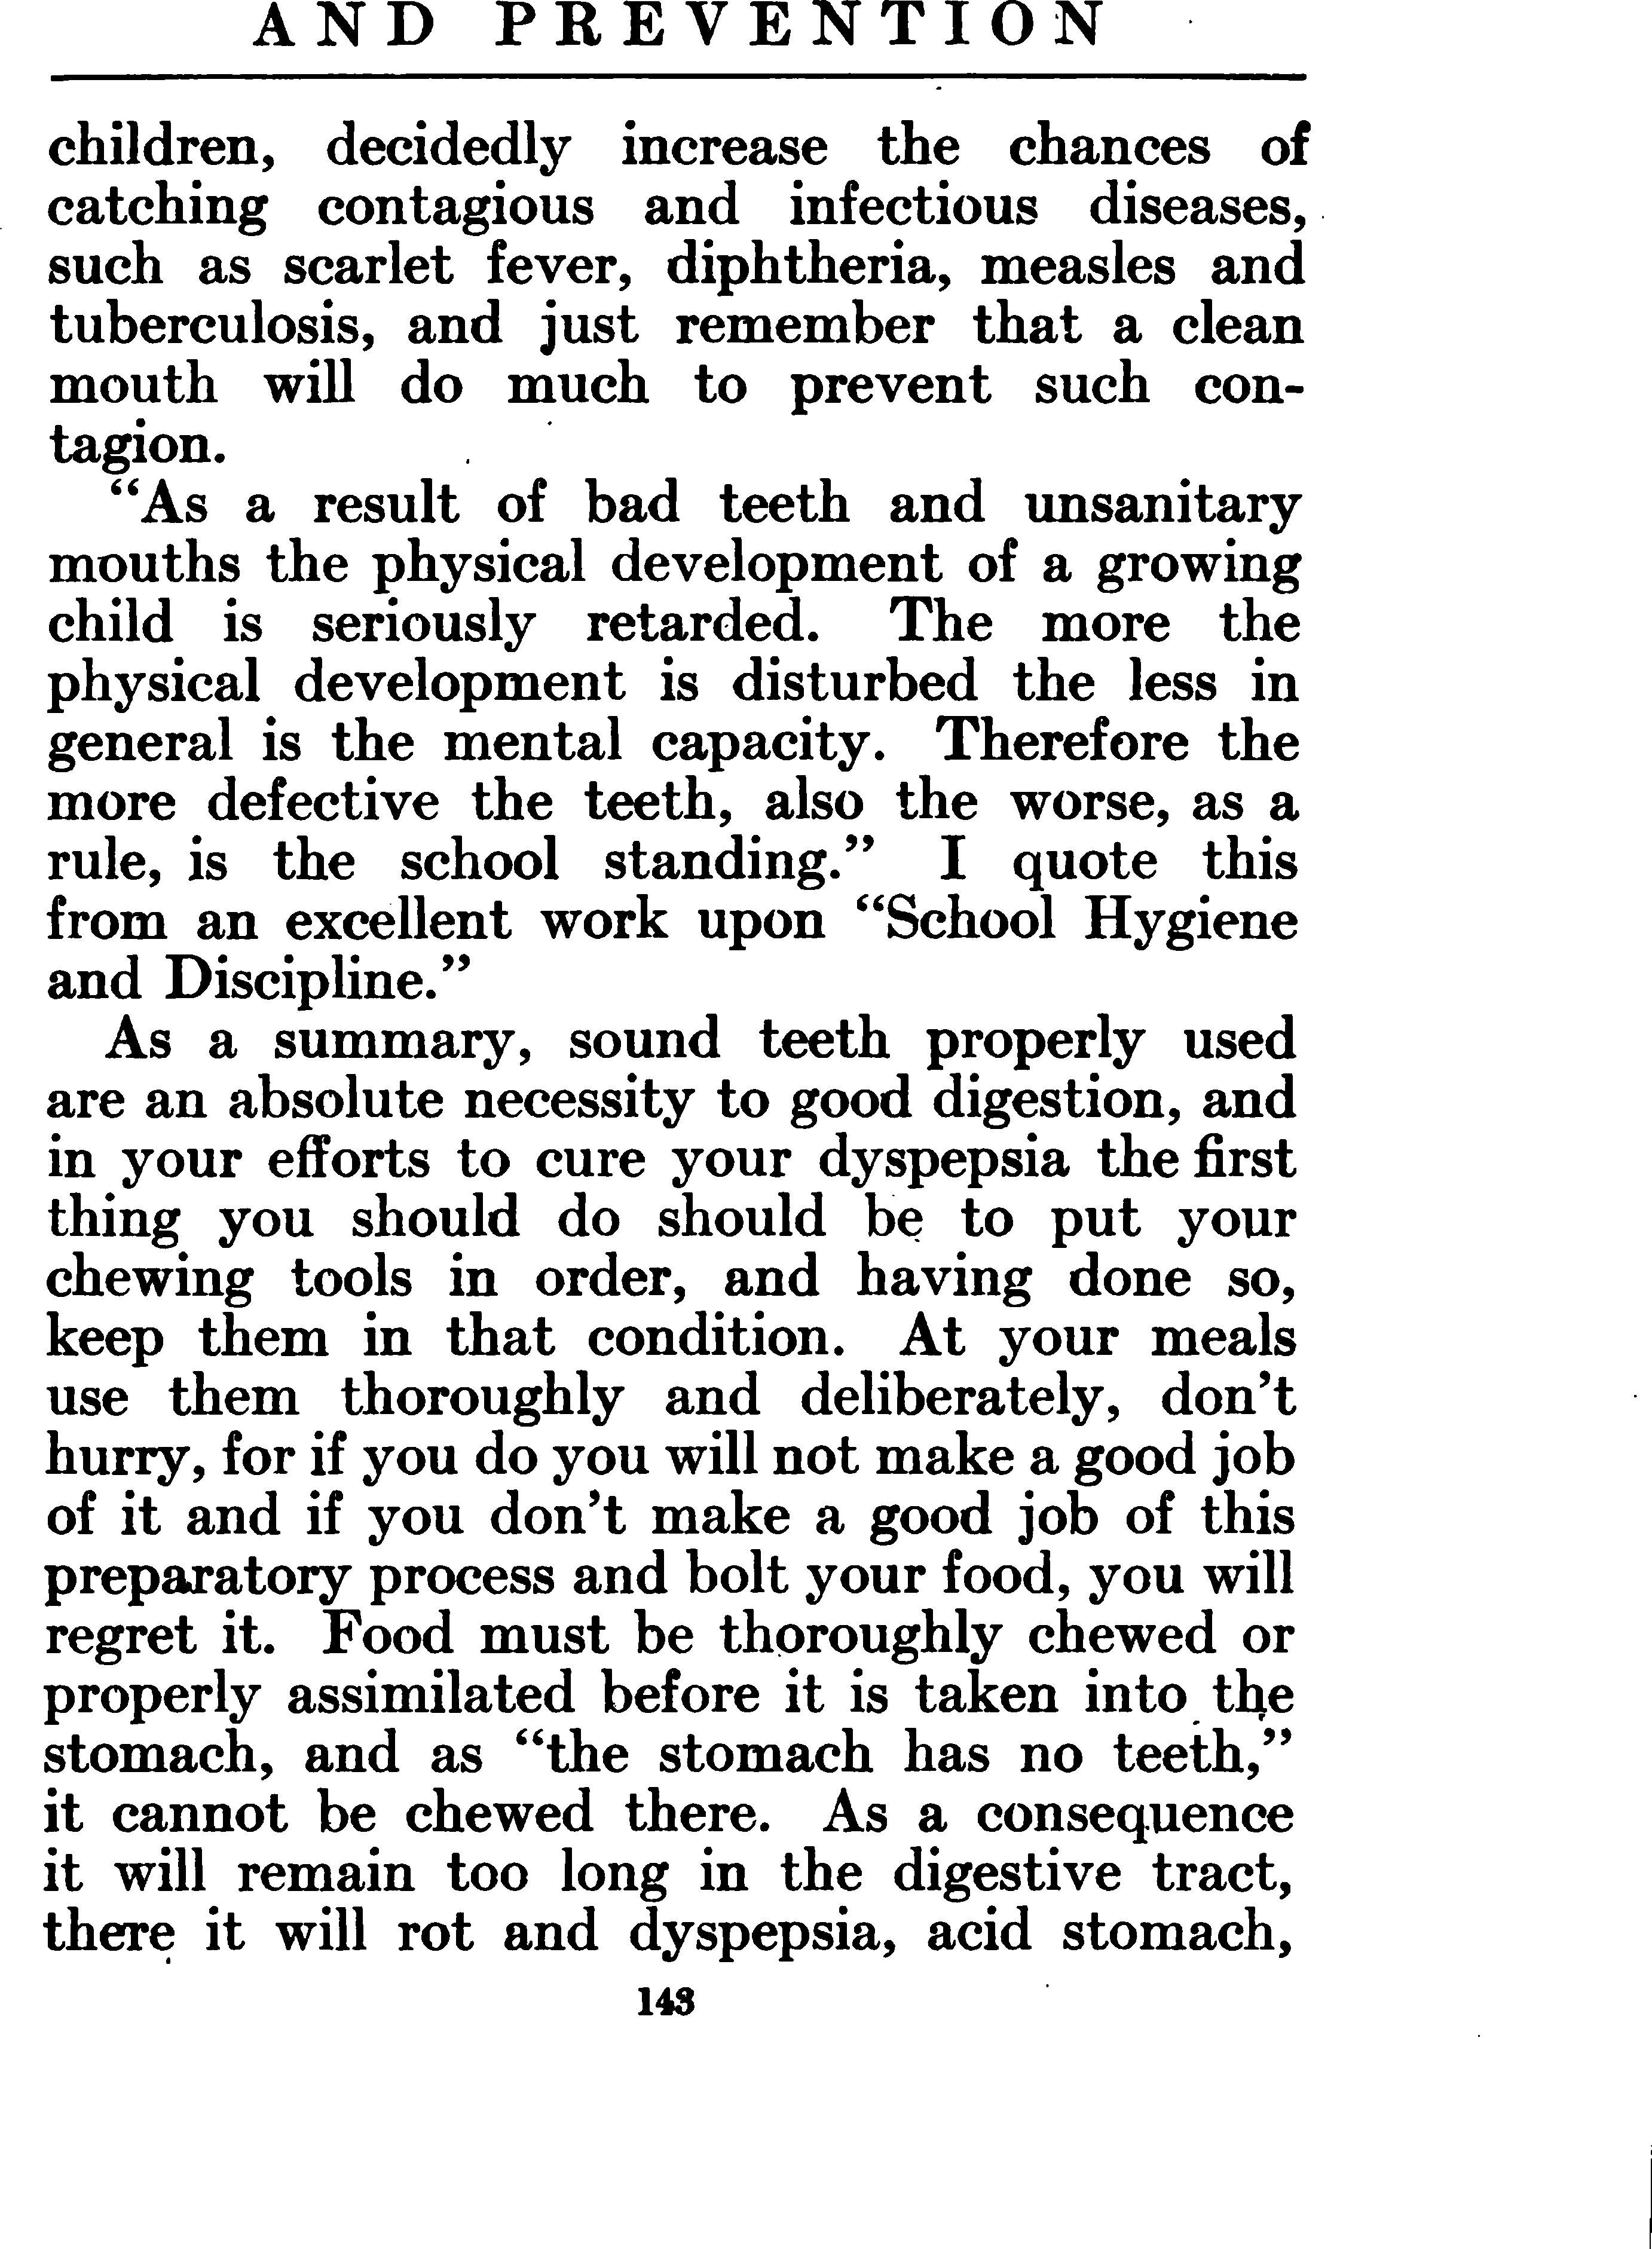 AND PREVENTION
children, decidedly increase the chances of
catching contagious and infectious diseases,
such as scarlet fever, diphtheria, measles and
tuberculosis, and just remember that a clean
mouth will do much to prevent such con-
tagion.
“As a result of bad teeth and unsanitary
mouths the physical development of a growing
child is seriously retarded. The more the
physical development is disturbed the less in
general is the mental capacity. Therefore the
more defective the teeth, also the worse, as a
rule, is the school standing.” I quote this
from an excellent work upon “School Hygiene
and Discipline.”
As a summary, sound teeth properly used
are an absolute necessity to good digestion, and
in your efforts to cure your dyspepsia the first
thing you should do should be to put your
chewing tools in order, and having done so,
keep them in that condition. At your meals
use them thoroughly and deliberately, don’t
hurry, for if you do you will not make a good job
of it and if you don’t make a good job of this
preparatory process and bolt your food, you will
regret it. Food must be thoroughly chewed or
properly assimilated before it is taken into the
stomach, and as “the stomach has no teeth,”
it cannot be chewed there. As a consequence
it will remain too long in the digestive tract,
there it will rot and dyspepsia, acid stomach,
143